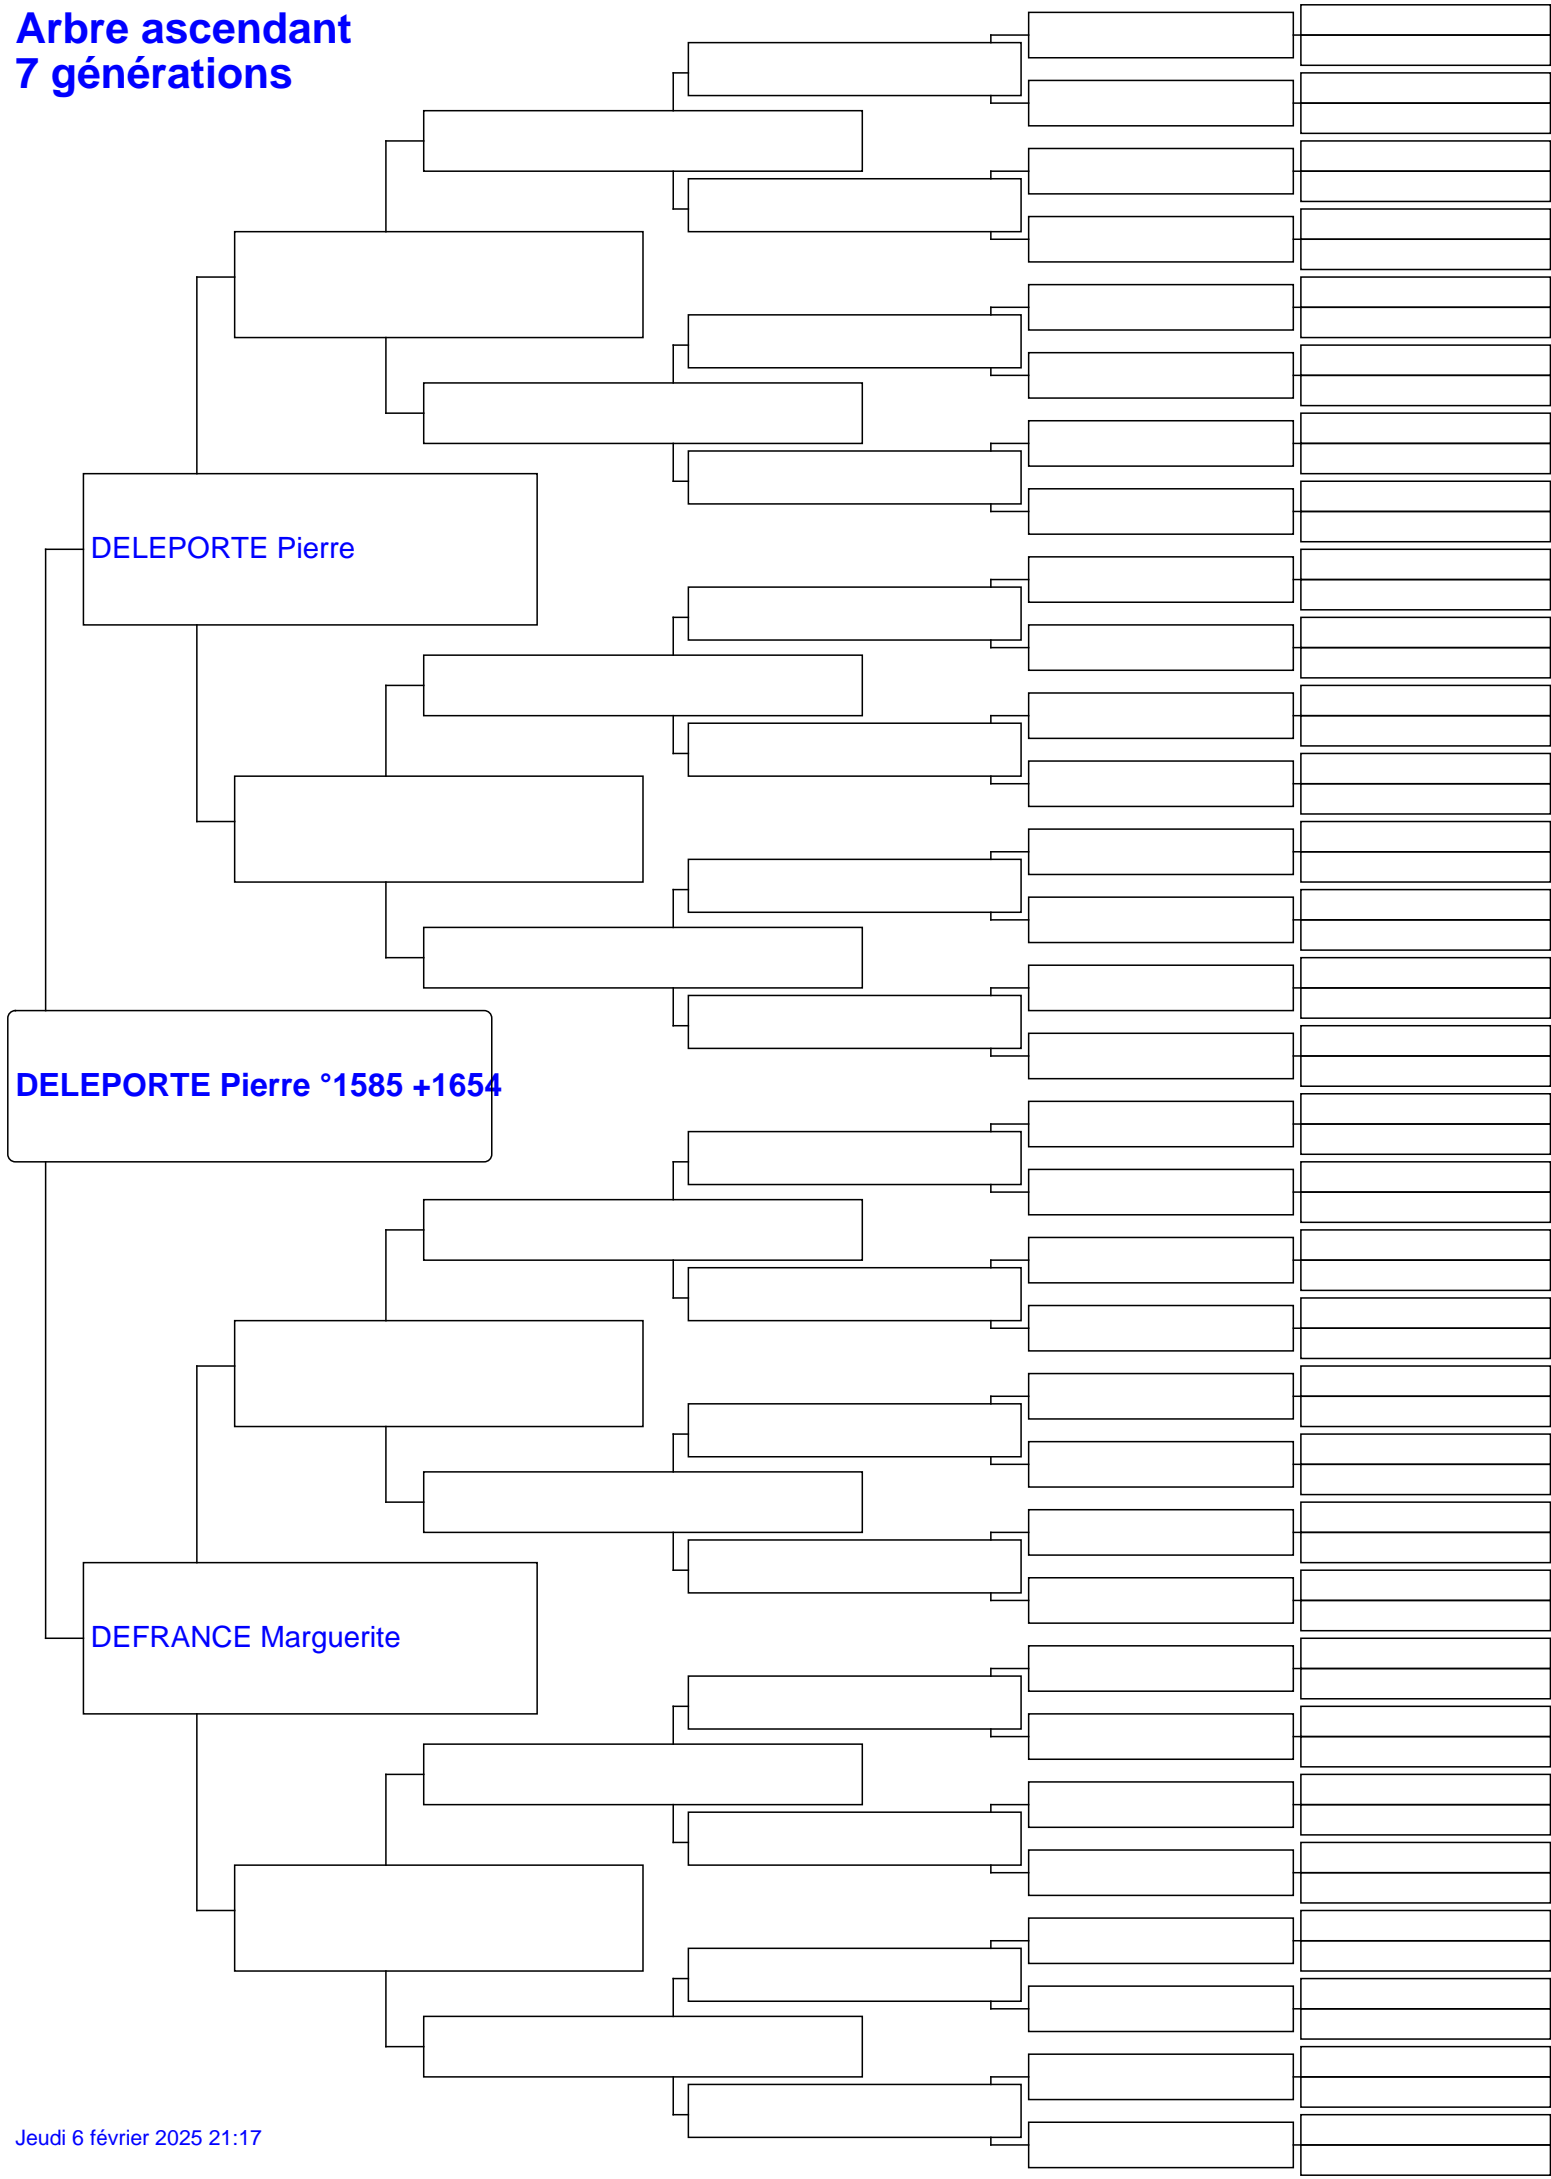 Arbre ascendant
7 générations
DELEPORTE Pierre
DELEPORTE Pierre °1585 +1654
DEFRANCE Marguerite
Jeudi 6 février 2025 21:17